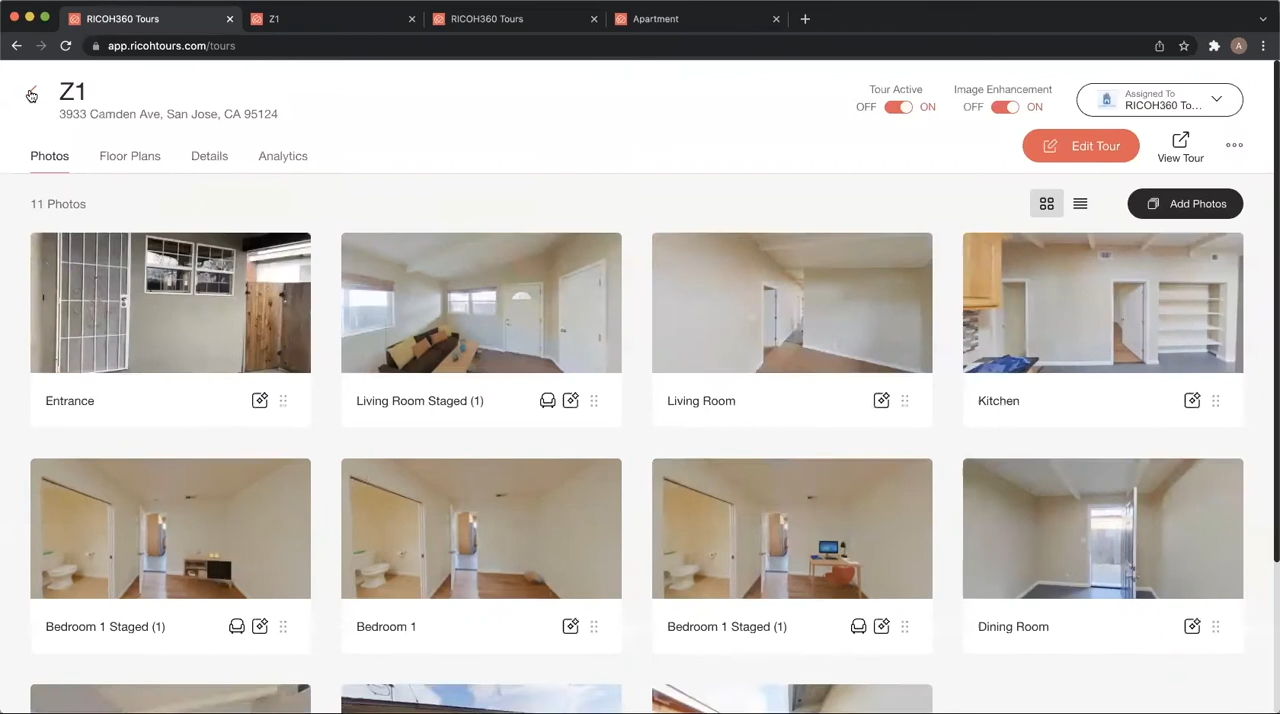 RICOH360 Tours
Z1
RICOH360 Tours
Apartment
app.ricohtours.com/tours
A
Z1
3933 Camden Ave, San Jose, CA 95124
Tour Active
OFF ON
Image Enhancement
OFF ON
Assigned To
RICOH360 To...
Photos
Floor Plans
Details
Analytics
Edit Tour
View Tour
11 Photos
Add Photos
Entrance
Living Room Staged (1)
Living Room
Kitchen
Bedroom 1 Staged (1)
Bedroom 1
Bedroom 1 Staged (1)
Dining Room